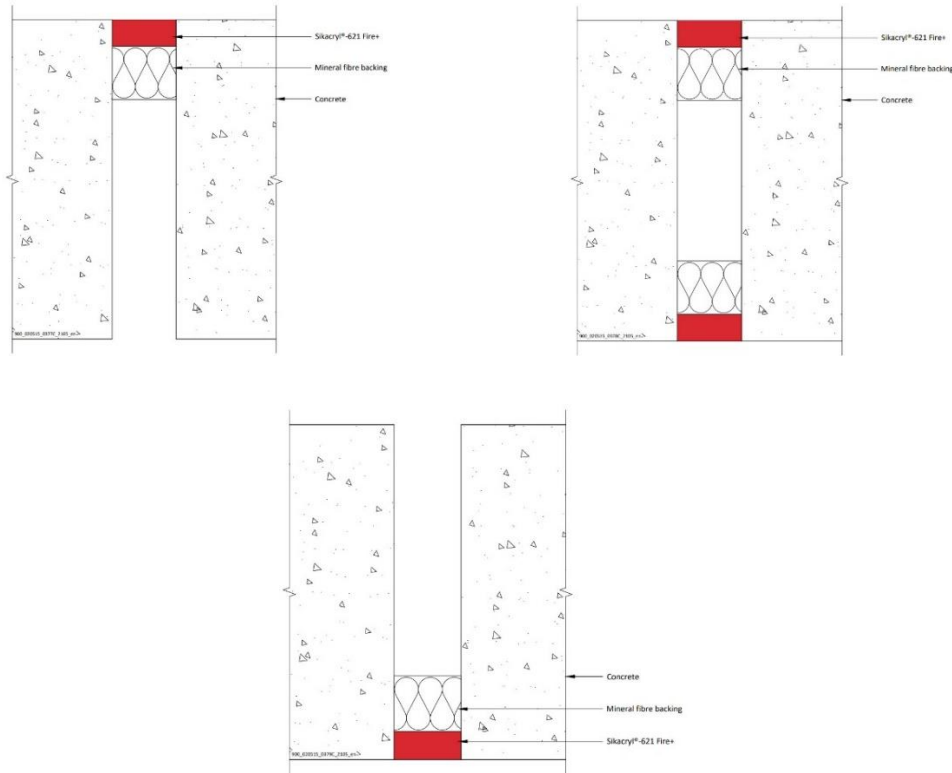 Sikacryl®-621 Fire+
Mineral fibre backing
Concrete
Sikacryl®-621 Fire+
Mineral fibre backing
Concrete
Concrete
Mineral fibre backing
Sikacryl®-621 Fire+